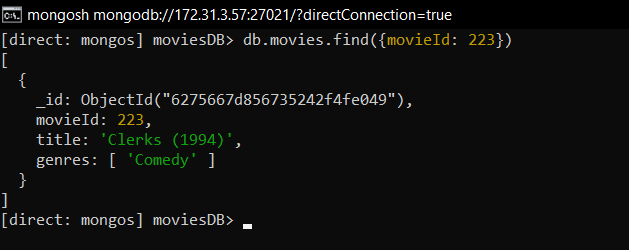 mongosh mongodb://172.31.3.57:27021/?directConnection=true
[direct: mongos] moviesDB> db.movies.find({movieId: 223})
[
  {
    _id: ObjectId("6275667d856735242f4fe049"),
    movieId: 223,
    title: 'Clerks (1994)',
    genres: [ 'Comedy' ]
  }
]
[direct: mongos] moviesDB>